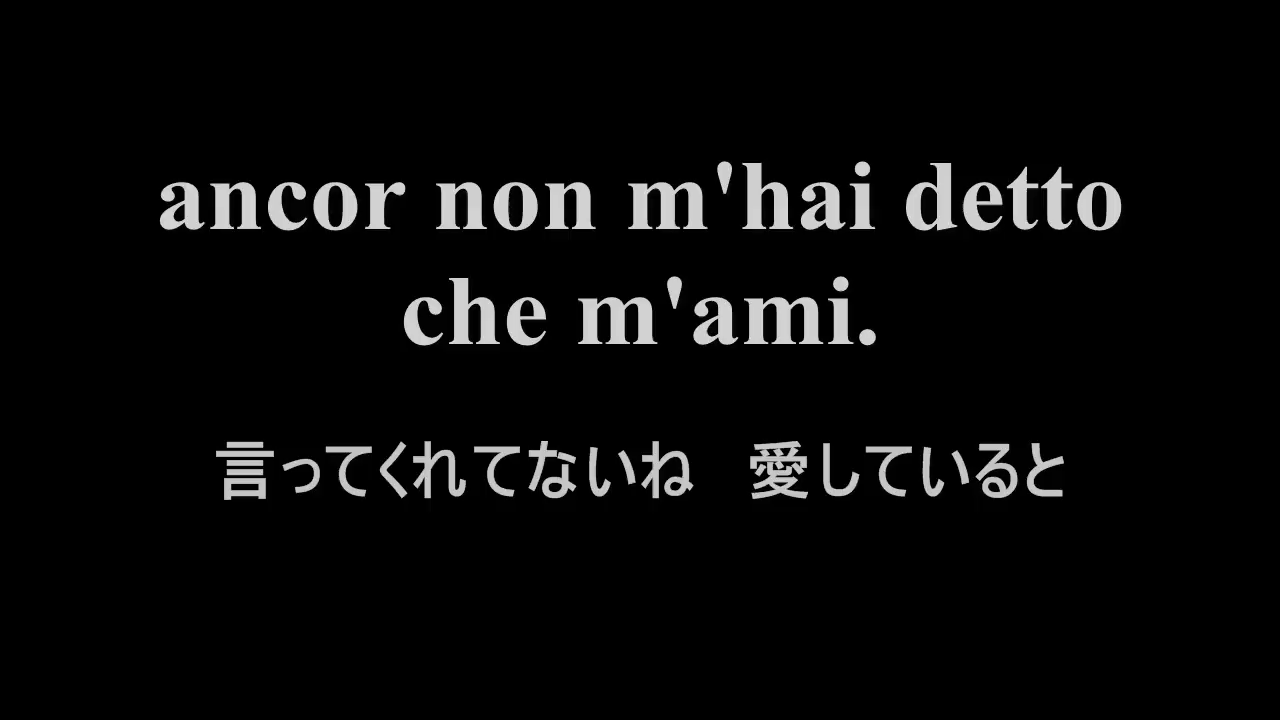 ancor non m'hai detto
che m'ami.
言ってくれてないね　愛していると